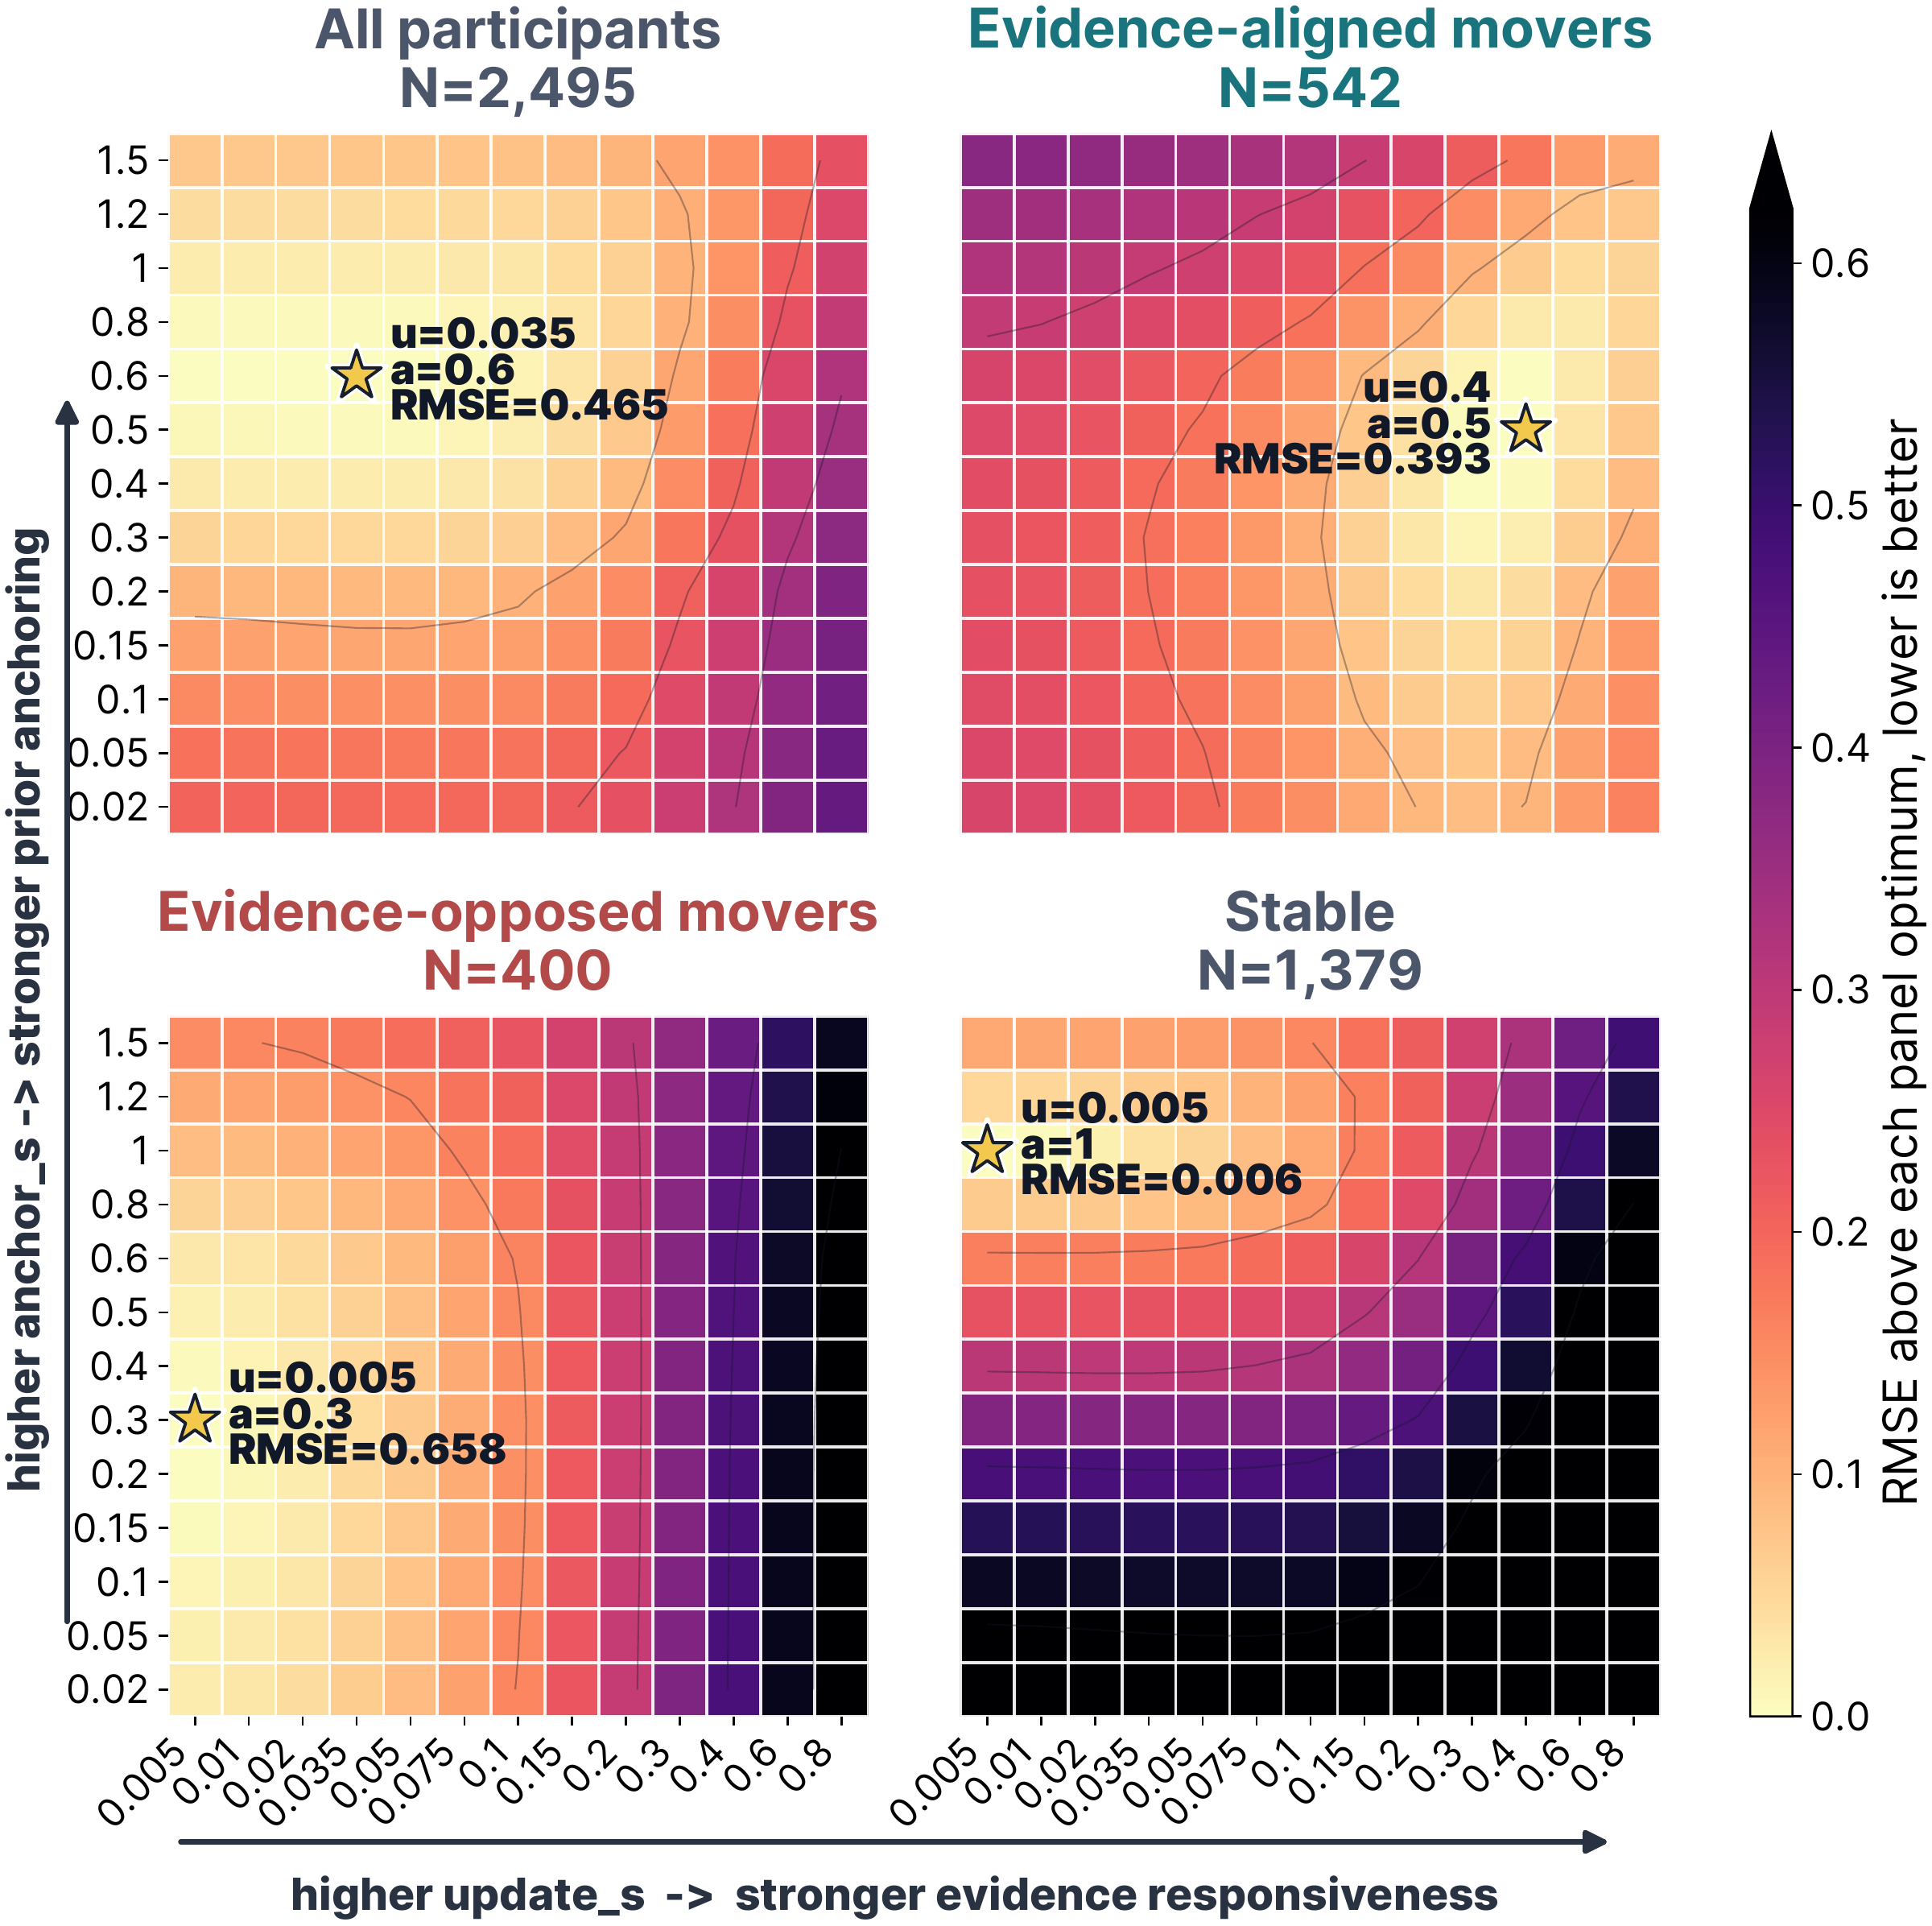 All participants
N=2,495
Evidence-aligned movers
N=542
1.5
1.2
1
0.8
0.6
0.5
0.4
0.3
0.2
0.15
0.1
0.05
0.02
u=0.035
a=0.6
RMSE=0.465
u=0.4
a=0.5
RMSE=0.393
Evidence-opposed movers
N=400
Stable
N=1,379
1.5
1.2
1
0.8
0.6
0.5
0.4
0.3
0.2
0.15
0.1
0.05
0.02
u=0.005
a=0.3
RMSE=0.658
u=0.005
a=1
RMSE=0.006
0.005
0.01
0.02
0.035
0.05
0.075
0.1
0.15
0.2
0.3
0.4
0.6
0.8
0.005
0.01
0.02
0.035
0.05
0.075
0.1
0.15
0.2
0.3
0.4
0.6
0.8
higher update_s -> stronger evidence responsiveness
higher anchor_s -> stronger prior anchoring
0.6
0.5
0.4
0.3
0.2
0.1
0.0
RMSE above each panel optimum, lower is better